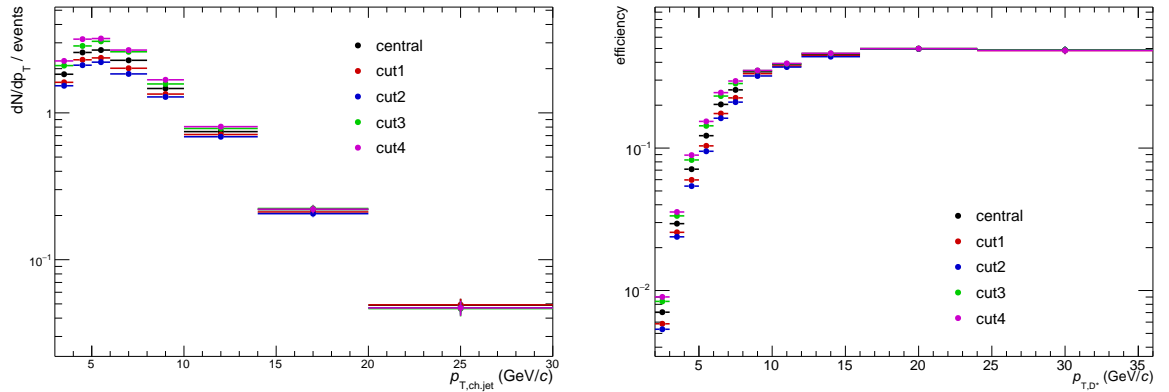 dN/dp_T / events
1
10⁻¹
central
cut1
cut2
cut3
cut4
5 10 15 20 25 30
p_T,ch.jet (GeV/c)
efficiency
10⁻¹
10⁻²
central
cut1
cut2
cut3
cut4
5 10 15 20 25 30 35
p_T,D* (GeV/c)